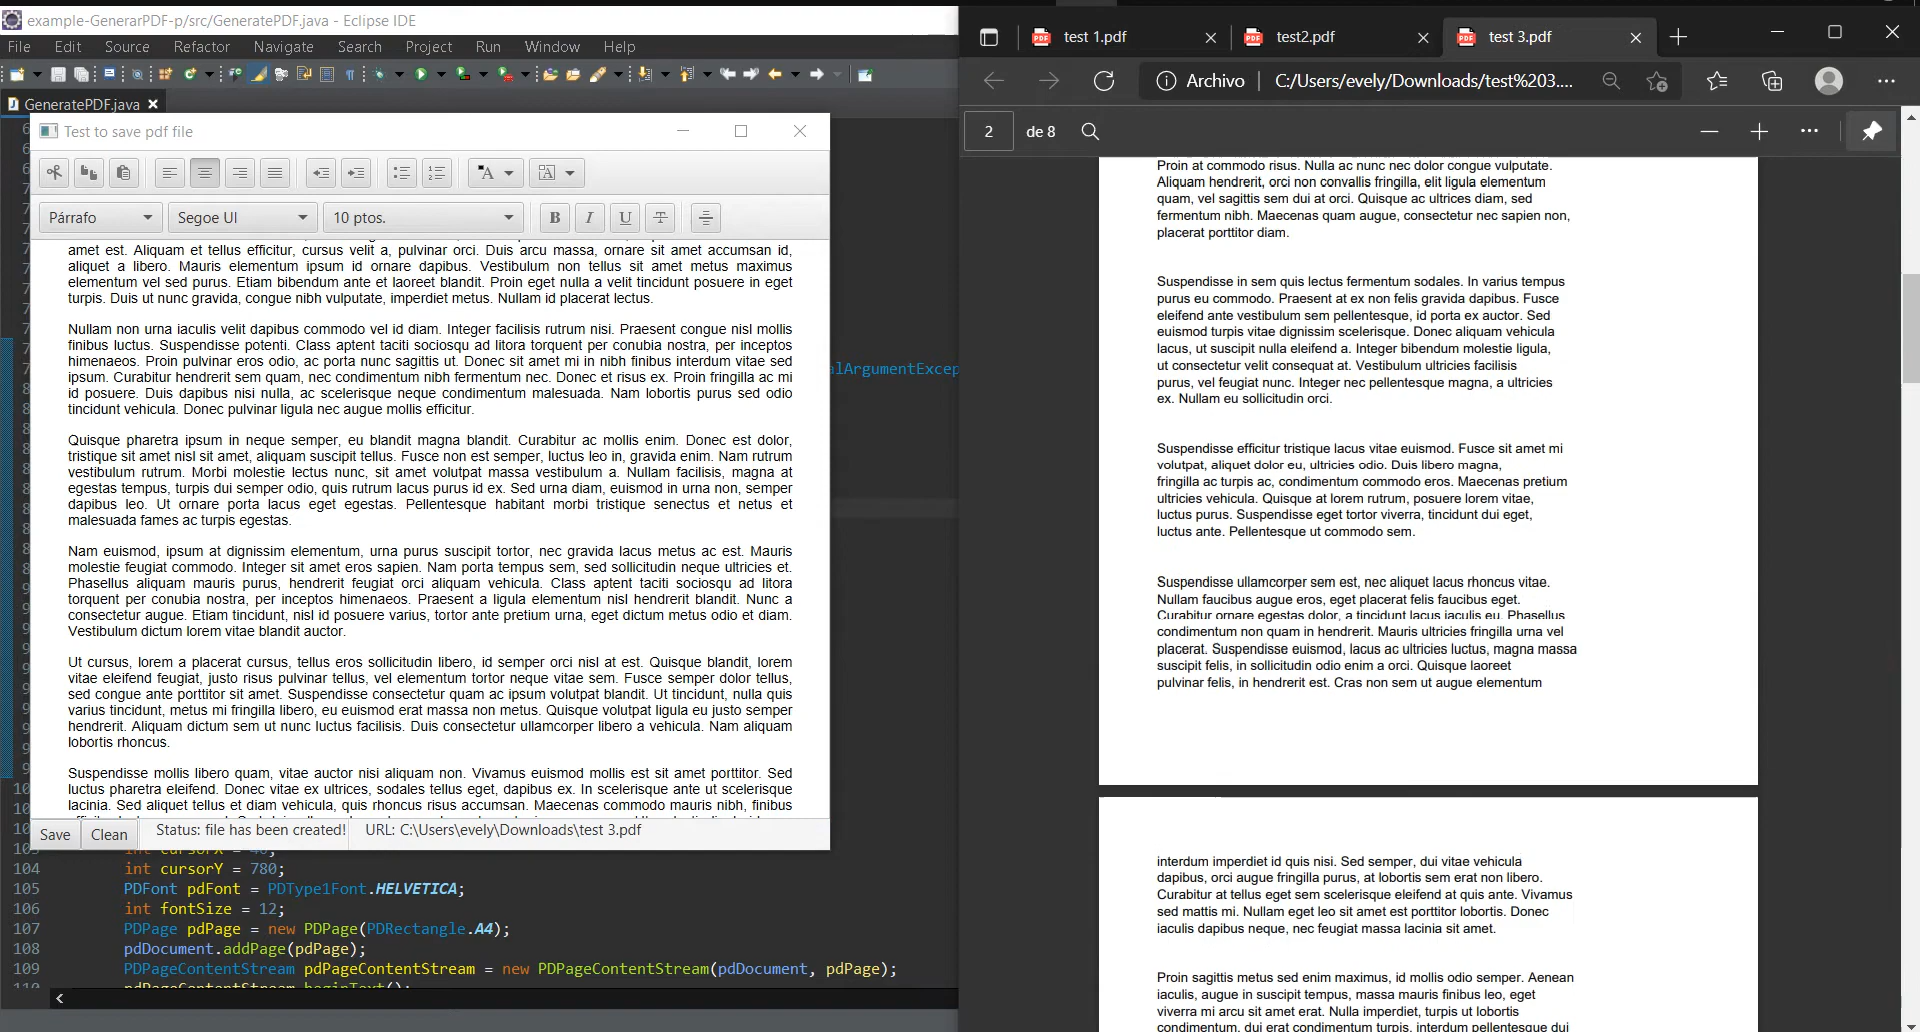 example-GenerarPDF-p/src/GeneratePDF.java - Eclipse IDE
File Edit Source Refactor Navigate Search Project Run Window Help
GeneratePDF.java
Test to save pdf file
Párrafo Segoe UI 10 ptos. B I U
amet est. Aliquam et tellus efficitur, cursus velit a, pulvinar orci. Duis arcu massa, ornare sit amet accumsan id,
aliquet a libero. Mauris elementum ipsum id ornare dapibus. Vestibulum non tellus sit amet metus maximus
elementum vel sed purus. Etiam bibendum ante et laoreet blandit. Proin eget nulla a velit tincidunt posuere in eget
turpis. Duis ut nunc gravida, congue nibh vulputate, imperdiet metus. Nullam id placerat lectus.
Nullam non urna iaculis velit dapibus commodo vel id diam. Integer facilisis rutrum nisi. Praesent congue nisl mollis
finibus luctus. Suspendisse potenti. Class aptent taciti sociosqu ad litora torquent per conubia nostra, per inceptos
himenaeos. Proin pulvinar eros odio, ac porta nunc sagittis ut. Donec sit amet mi in nibh finibus interdum vitae sed
ipsum. Curabitur hendrerit sem quam, nec condimentum nibh fermentum nec. Donec et risus ex. Proin fringilla ac mi
id posuere. Duis dapibus nisi nulla, ac scelerisque neque condimentum malesuada. Nam lobortis purus sed odio
tincidunt vehicula. Donec pulvinar ligula nec augue mollis efficitur.
Quisque pharetra ipsum in neque semper, eu blandit magna blandit. Curabitur ac mollis enim. Donec est dolor,
tristique sit amet nisl sit amet, aliquam suscipit tellus. Fusce non est semper, luctus leo in, gravida enim. Nam rutrum
vestibulum rutrum. Morbi molestie lectus nunc, sit amet volutpat massa vestibulum a. Nullam facilisis, magna at
egestas tempus, turpis dui semper odio, quis rutrum lacus purus id ex. Sed urna diam, euismod in urna non, semper
dapibus leo. Ut ornare porta lacus eget egestas. Pellentesque habitant morbi tristique senectus et netus et
malesuada fames ac turpis egestas.
Nam euismod, ipsum at dignissim elementum, urna purus suscipit tortor, nec gravida lacus metus ac est. Mauris
molestie feugiat commodo. Integer sit amet eros sapien. Nam porta tempus sem, sed sollicitudin neque ultricies et.
Phasellus aliquam mauris purus, hendrerit feugiat orci aliquam vehicula. Class aptent taciti sociosqu ad litora
torquent per conubia nostra, per inceptos himenaeos. Praesent a ligula elementum nisl hendrerit blandit. Nunc a
consectetur augue. Etiam tincidunt, nisl id posuere varius, tortor ante pretium urna, eget dictum metus odio et diam.
Vestibulum dictum lorem vitae blandit auctor.
Ut cursus, lorem a placerat cursus, tellus eros sollicitudin libero, id semper orci nisl at est. Quisque blandit, lorem
vitae eleifend feugiat, justo risus pulvinar tellus, vel elementum tortor neque vitae sem. Fusce semper dolor tellus,
sed congue ante porttitor sit amet. Suspendisse consectetur quam ac ipsum volutpat blandit. Ut tincidunt, nulla quis
varius tincidunt, metus mi fringilla libero, eu euismod erat massa non metus. Quisque volutpat ligula eu justo semper
hendrerit. Aliquam dictum sem ut nunc luctus facilisis. Duis consectetur ullamcorper libero a vehicula. Nam aliquam
lobortis rhoncus.
Suspendisse mollis libero quam, vitae auctor nisi aliquam non. Vivamus euismod mollis est sit amet porttitor. Sed
luctus pharetra eleifend. Donec vitae ex ultrices, sodales tellus eget, dapibus ex. In scelerisque ante ut scelerisque
lacinia. Sed aliquet tellus et diam vehicula, quis rhoncus risus accumsan. Maecenas commodo mauris nibh, finibus
Save Clean Status: file has been created! URL: C:\Users\evely\Downloads\test 3.pdf
alArgumentExcep
104 int cursorY = 780;
105 PDFont pdFont = PDType1Font.HELVETICA;
106 int fontSize = 12;
107 PDPage pdPage = new PDPage(PDRectangle.A4);
108 pdDocument.addPage(pdPage);
109 PDPageContentStream pdPageContentStream = new PDPageContentStream(pdDocument, pdPage);
110 pdPageContentStream.beginText();
test 1.pdf test2.pdf test 3.pdf
Archivo C:/Users/evely/Downloads/test%203....
2 de 8
Proin at commodo risus. Nulla ac nunc nec dolor congue vulputate.
Aliquam hendrerit, orci non convallis fringilla, elit ligula elementum
quam, vel sagittis sem dui at orci. Quisque ac ultrices diam, sed
fermentum nibh. Maecenas quam augue, consectetur nec sapien non,
placerat porttitor diam.
Suspendisse in sem quis lectus fermentum sodales. In varius tempus
purus eu commodo. Praesent at ex non felis gravida dapibus. Fusce
eleifend ante vestibulum sem pellentesque, id porta ex auctor. Sed
euismod turpis vitae dignissim scelerisque. Donec aliquam vehicula
lacus, ut suscipit nulla eleifend a. Integer bibendum molestie ligula,
ut consectetur velit consequat at. Vestibulum ultricies facilisis
purus, vel feugiat nunc. Integer nec pellentesque magna, a ultricies
ex. Nullam eu sollicitudin orci.
Suspendisse efficitur tristique lacus vitae euismod. Fusce sit amet mi
volutpat, aliquet dolor eu, ultricies odio. Duis libero magna,
fringilla ac turpis ac, condimentum commodo eros. Maecenas pretium
ultricies vehicula. Quisque at lorem rutrum, posuere lorem vitae,
luctus purus. Suspendisse eget tortor viverra, tincidunt dui eget,
luctus ante. Pellentesque ut commodo sem.
Suspendisse ullamcorper sem est, nec aliquet lacus rhoncus vitae.
Nullam faucibus augue eros, eget placerat felis faucibus eget.
Curabitur ornare egestas dolor, a tincidunt lacus iaculis eu. Phasellus
condimentum non quam in hendrerit. Mauris ultricies fringilla urna vel
placerat. Suspendisse euismod, lacus ac ultricies luctus, magna massa
suscipit felis, in sollicitudin odio enim a orci. Quisque laoreet
pulvinar felis, in hendrerit est. Cras non sem ut augue elementum
interdum imperdiet id quis nisi. Sed semper, dui vitae vehicula
dapibus, orci augue fringilla purus, at lobortis sem erat non libero.
Curabitur at tellus eget sem scelerisque eleifend at quis ante. Vivamus
sed mattis mi. Nullam eget leo sit amet est porttitor lobortis. Donec
iaculis dapibus neque, nec feugiat massa lacinia sit amet.
Proin sagittis metus sed enim maximus, id mollis odio semper. Aenean
iaculis, augue in suscipit tempus, massa mauris finibus leo, eget
viverra mi arcu sit amet erat. Nulla imperdiet, turpis ut lobortis
condimentum, dui erat condimentum turpis, interdum pellentesque dui